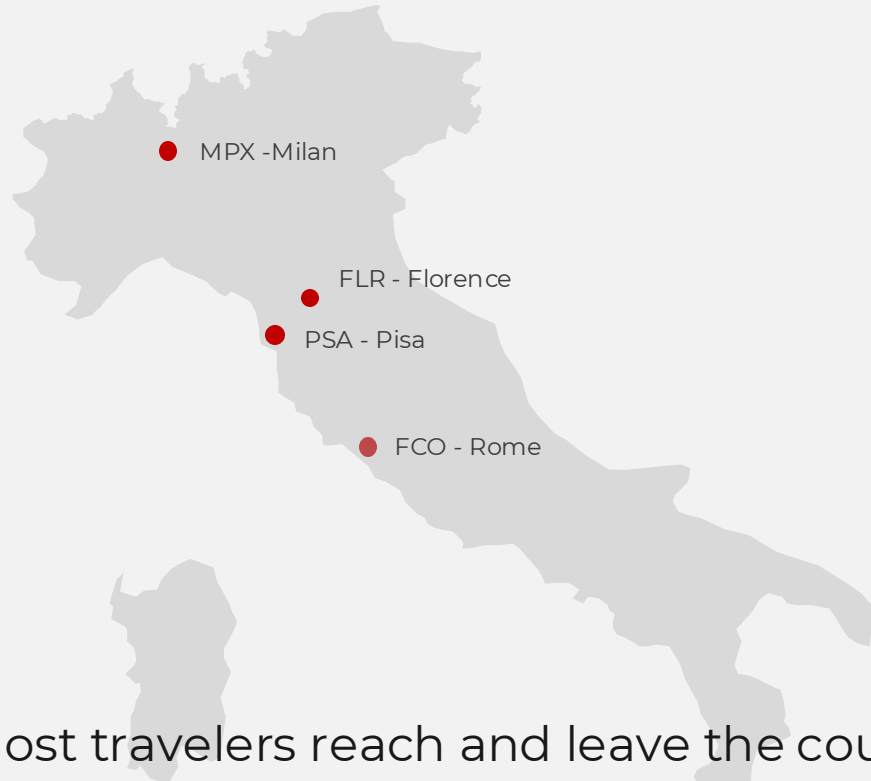 MPX -Milan
FLR - Florence
PSA - Pisa
FCO - Rome
ost travelers reach and leave the cou